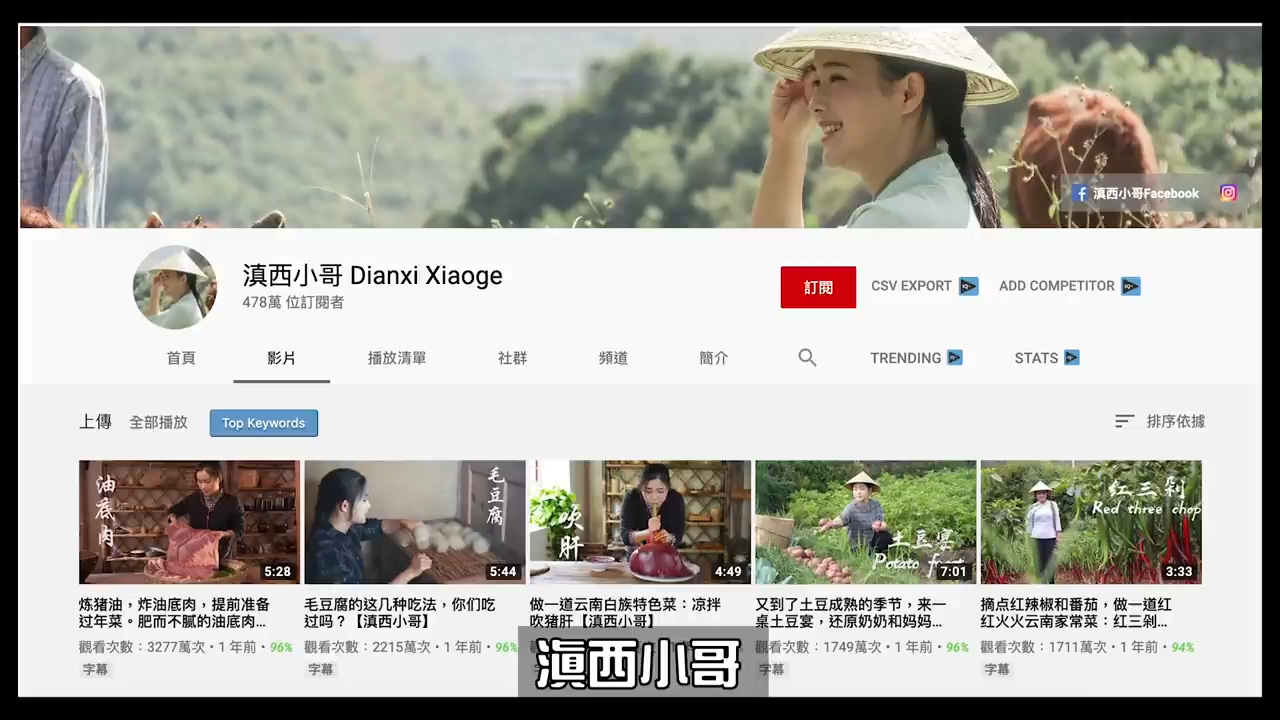 滇西小哥Facebook
滇西小哥 Dianxi Xiaoge
478萬 位訂閱者
訂閱
CSV EXPORT
ADD COMPETITOR
首頁
影片
播放清單
社群
頻道
簡介
TRENDING
STATS
上傳
全部播放
Top Keywords
排序依據
油底肉
5:28
毛豆腐
5:44
吹肝
4:49
土豆宴
7:01
红三剁
Red three chop
3:33
炼猪油，炸油底肉，提前准备
过年菜。肥而不腻的油底肉...
觀看次數：3277萬次 • 1 年前 • 96%
字幕
毛豆腐的这几种吃法，你们吃
过吗？【滇西小哥】
觀看次數：2215萬次 • 1 年前 • 96%
字幕
做一道云南白族特色菜：凉拌
吹猪肝【滇西小哥】
又到了土豆成熟的季节，来一
桌土豆宴，还原奶奶和妈妈...
觀看次數：1749萬次 • 1 年前 • 96%
字幕
摘点红辣椒和番茄，做一道红
红火火云南家常菜：红三剁...
觀看次數：1711萬次 • 1 年前 • 94%
字幕
滇西小哥